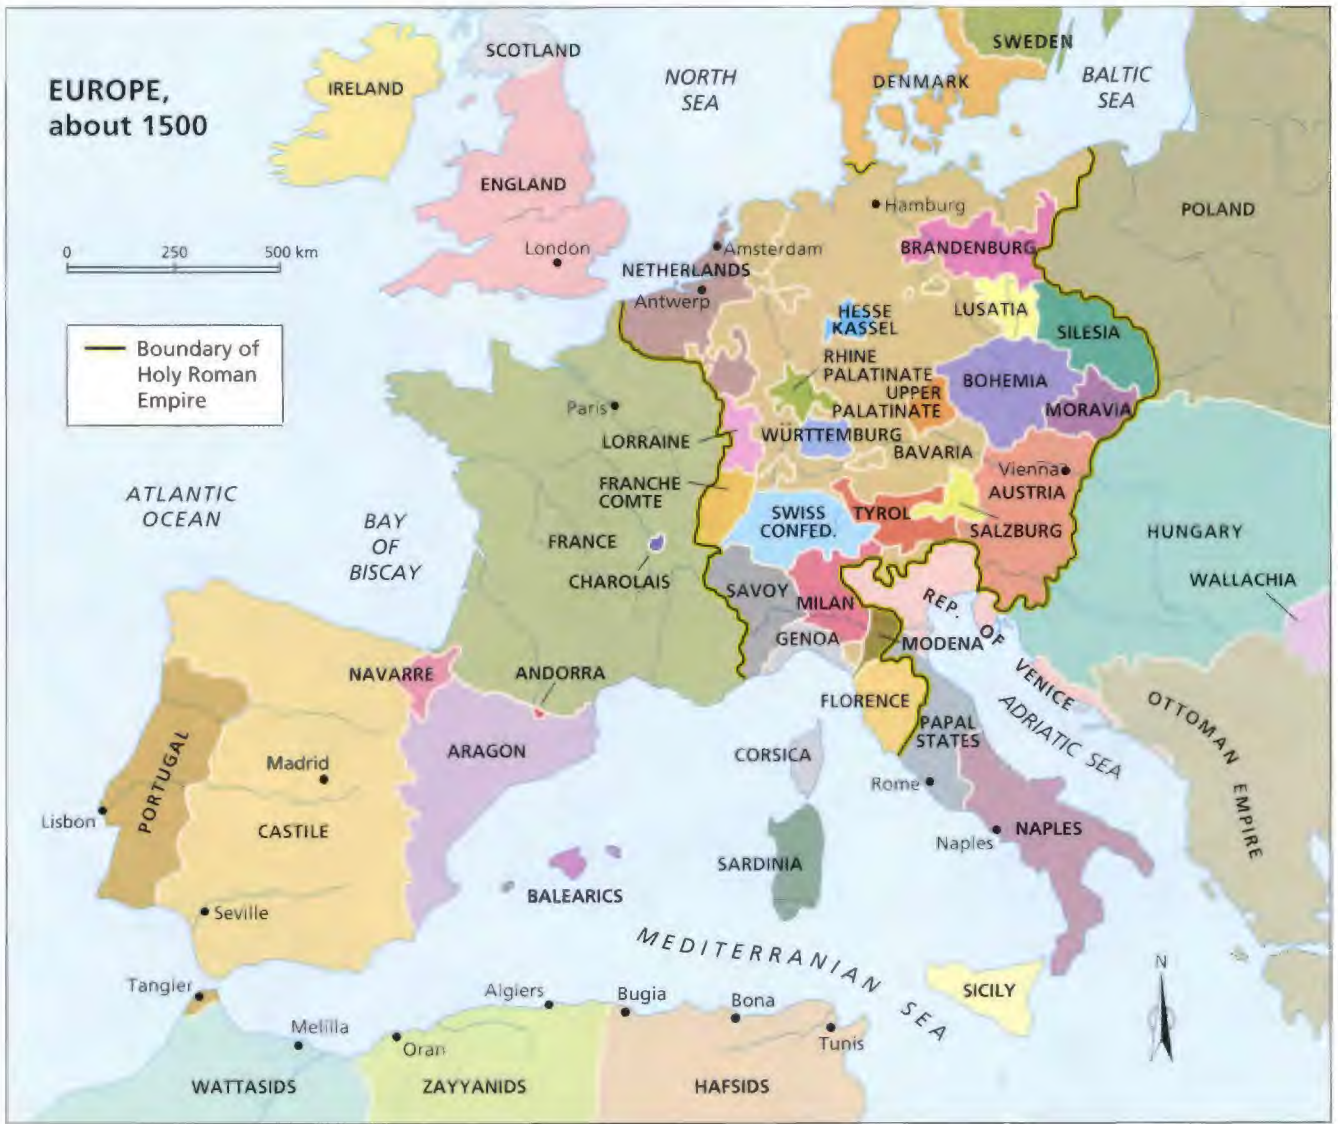 EUROPE,
about 1500
0 250 500 km
Boundary of
Holy Roman
Empire
SCOTLAND
IRELAND
ENGLAND
London
NORTH
SEA
DENMARK
SWEDEN
BALTIC
SEA
POLAND
Hamburg
BRANDENBURG
Amsterdam
NETHERLANDS
Antwerp
HESSE
KASSEL
LUSATIA
SILESIA
RHINE
PALATINATE
UPPER
PALATINATE
BOHEMIA
MORAVIA
Paris
LORRAINE
WÜRTTEMBURG
BAVARIA
Vienna
AUSTRIA
FRANCHE
COMTE
SWISS
CONFED.
TYROL
SALZBURG
ATLANTIC
OCEAN
BAY
OF
BISCAY
FRANCE
CHAROLAIS
HUNGARY
WALLACHIA
SAVOY
MILAN
GENOA
MODENA
REP. OF VENICE
ADRIATIC SEA
OTTOMAN EMPIRE
NAVARRE
ANDORRA
FLORENCE
PAPAL
STATES
ARAGON
CORSICA
Rome
PORTUGAL
Madrid
Lisbon
CASTILE
Naples
NAPLES
SARDINIA
BALEARICS
Seville
MEDITERRANIAN SEA
SICILY
N
Tangier
Melilla
Oran
Algiers
Bugia
Bona
Tunis
WATTASIDS
ZAYYANIDS
HAFSIDS